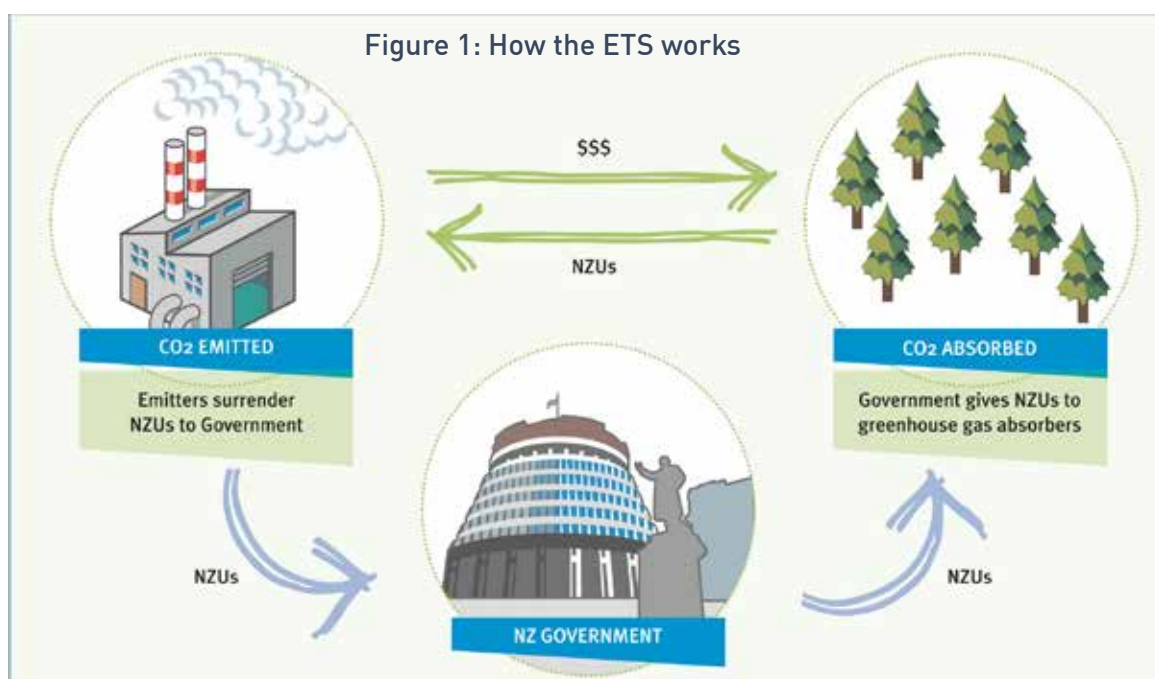 Figure 1: How the ETS works
$$$
NZUs
CO2 EMITTED
Emitters surrender
NZUs to Government
CO2 ABSORBED
Government gives NZUs to
greenhouse gas absorbers
NZUs
NZUs
NZ GOVERNMENT